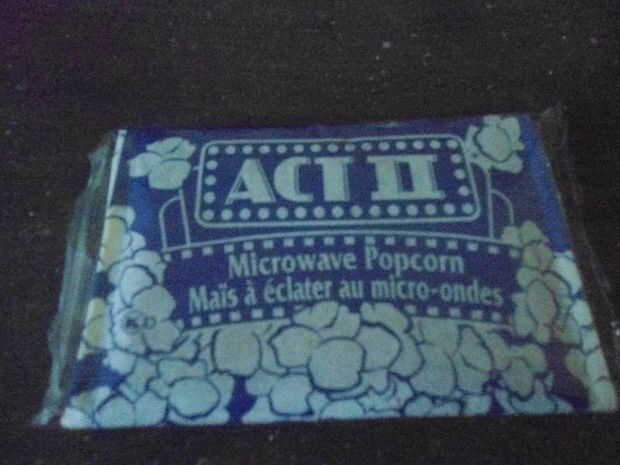 ACT II
Microwave Popcorn
Maïs à éclater au micro-ondes